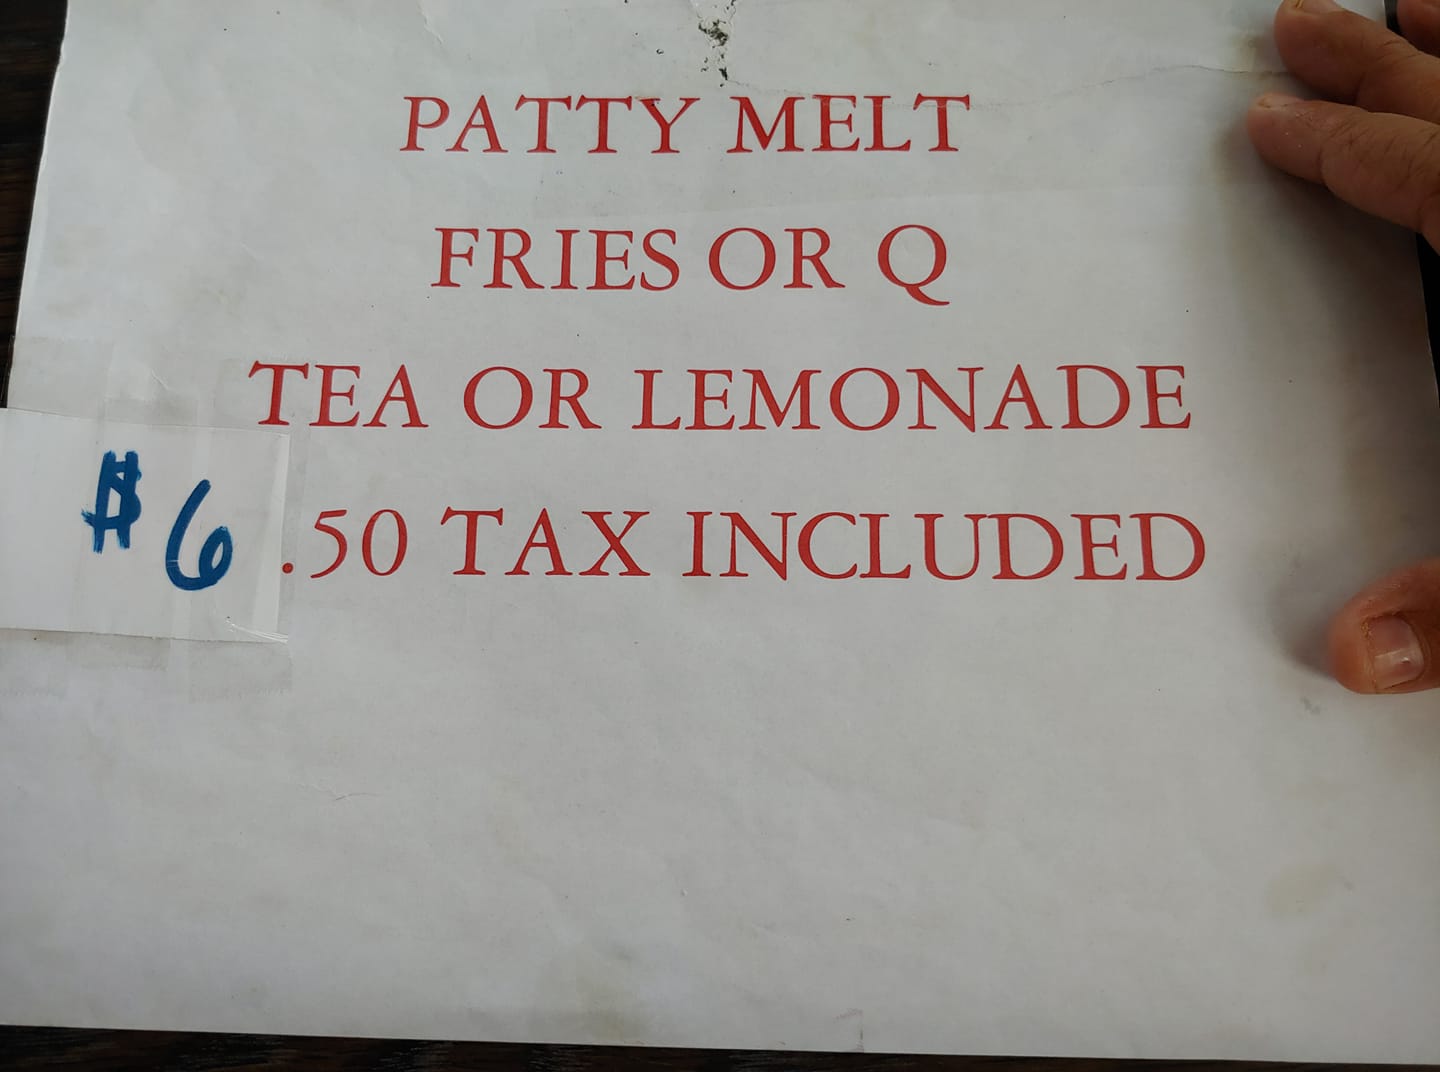 PATTY MELT
FRIES OR Q
TEA OR LEMONADE
$6.50 TAX INCLUDED